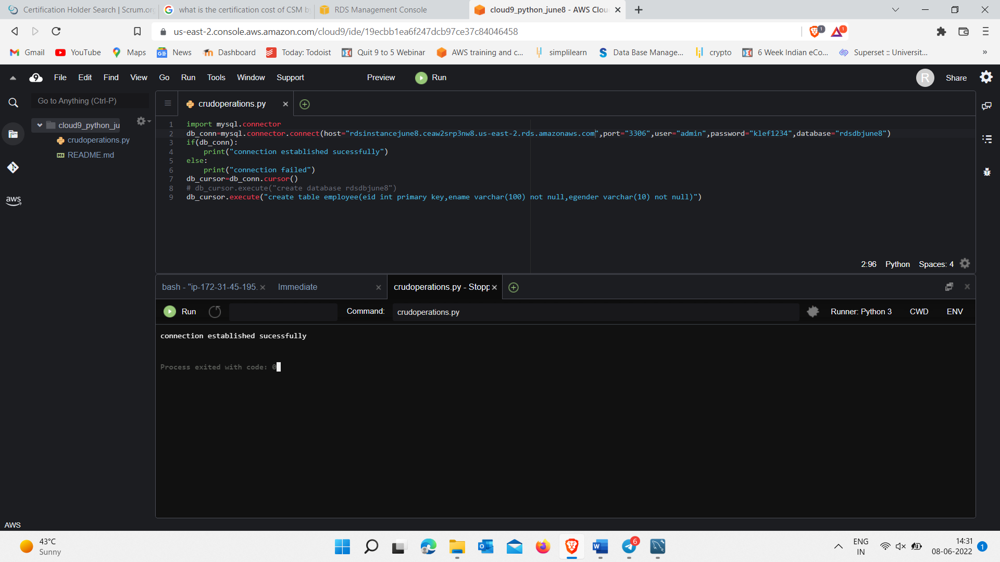 Certification Holder Search | Scrum.org
what is the certification cost of CSM b
RDS Management Console
cloud9_python_june8 - AWS Clou
us-east-2.console.aws.amazon.com/cloud9/ide/19ecbb1ea6f247dcb97ce37c84046458
1
1
Gmail
YouTube
Maps
News
Dashboard
Today: Todoist
Quit 9 to 5 Webinar
AWS training and c...
simplilearn
Data Base Manage...
crypto
6 Week Indian eCo...
Superset :: Universit...
»
9
File
Edit
Find
View
Go
Run
Tools
Window
Support
Preview
Run
R
Share
Go to Anything (Ctrl-P)
cloud9_python_ju
crudoperations.py
README.md
aws
crudoperations.py
1 import mysql.connector
2 db_conn=mysql.connector.connect(host="rdsinstancejune8.ceaw2srp3nw8.us-east-2.rds.amazonaws.com",port="3306",user="admin",password="klef1234",database="rdsdbjune8")
3 if(db_conn):
4     print("connection established sucessfully")
5 else:
6     print("connection failed")
7 db_cursor=db_conn.cursor()
8 # db_cursor.execute("create database rdsdbjune8")
9 db_cursor.execute("create table employee(eid int primary key,ename varchar(100) not null,egender varchar(10) not null)")
2:96 Python Spaces: 4
bash - "ip-172-31-45-195.
Immediate
crudoperations.py - Stopp
Run
Command:
crudoperations.py
Runner: Python 3
CWD
ENV
connection established sucessfully
Process exited with code: 0
AWS
43°C
Sunny
6
ENG
IN
14:31
08-06-2022
1